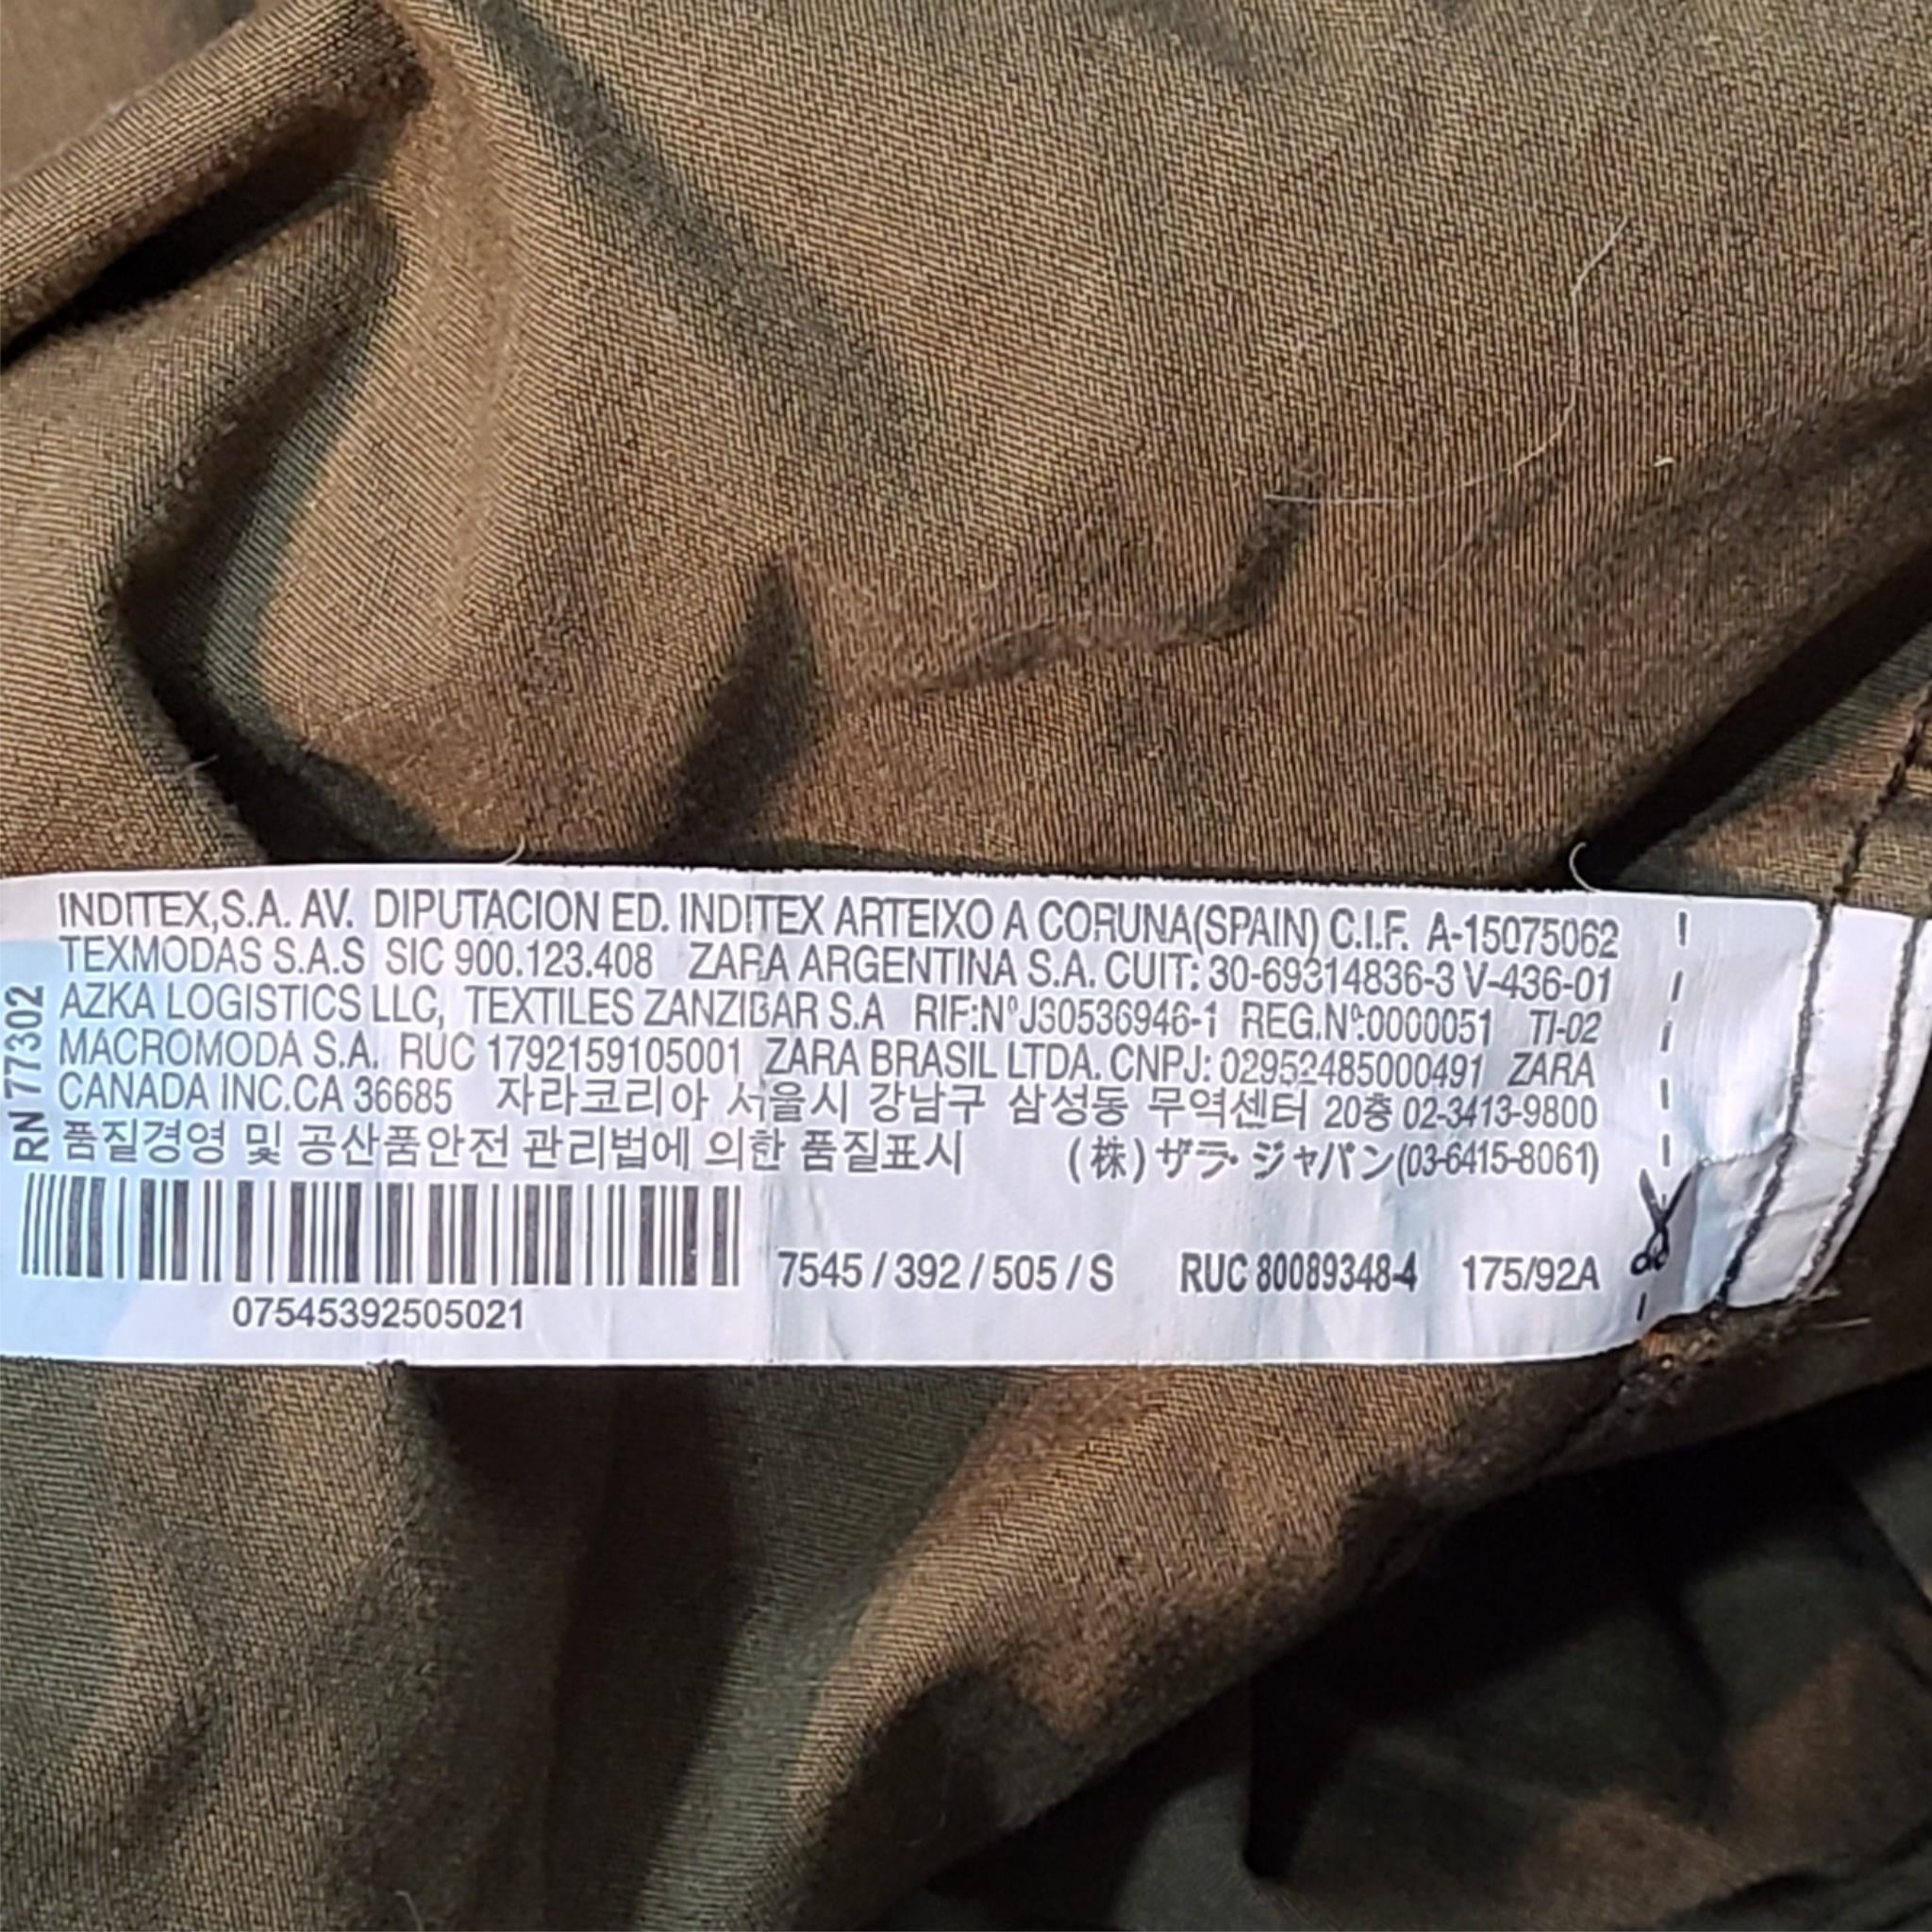 INDITEX,S.A. AV. DIPUTACION ED. INDITEX ARTEIXO A CORUNA(SPAIN) C.I.F. A-15075062
TEXMODAS S.A.S SIC 900.123.408 ZARA ARGENTINA S.A. CUIT: 30-69314836-3 V-436-01
AZKA LOGISTICS LLC, TEXTILES ZANZIBAR S.A RIF:Nº J30536946-1 REG.Nº:0000051 TI-02
MACROMODA S.A. RUC 1792159105001 ZARA BRASIL LTDA. CNPJ: 02952485000491 ZARA
CANADA INC.CA 36685 자라코리아 서울시 강남구 삼성동 무역센터 20층 02-3413-9800
품질경영 및 공산품안전 관리법에 의한 품질표시 (株)ザラ・ジャパン(03-6415-8061)
RN 77302
7545 / 392 / 505 / S RUC 80089348-4 175/92A
07545392505021